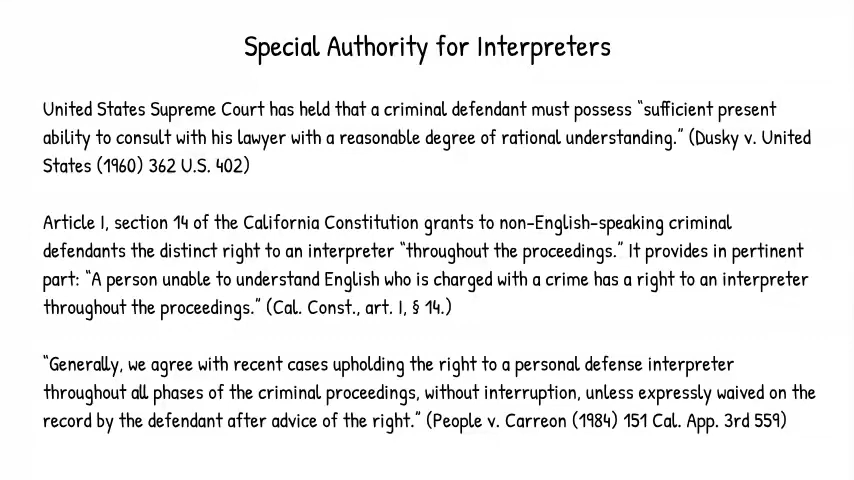 Special Authority for Interpreters
United States Supreme Court has held that a criminal defendant must possess “sufficient present
ability to consult with his lawyer with a reasonable degree of rational understanding.” (Dusky v. United
States (1960) 362 U.S. 402)
Article I, section 14 of the California Constitution grants to non-English-speaking criminal
defendants the distinct right to an interpreter “throughout the proceedings.” It provides in pertinent
part: “A person unable to understand English who is charged with a crime has a right to an interpreter
throughout the proceedings.” (Cal. Const., art. I, § 14.)
“Generally, we agree with recent cases upholding the right to a personal defense interpreter
throughout all phases of the criminal proceedings, without interruption, unless expressly waived on the
record by the defendant after advice of the right.” (People v. Carreon (1984) 151 Cal. App. 3rd 559)